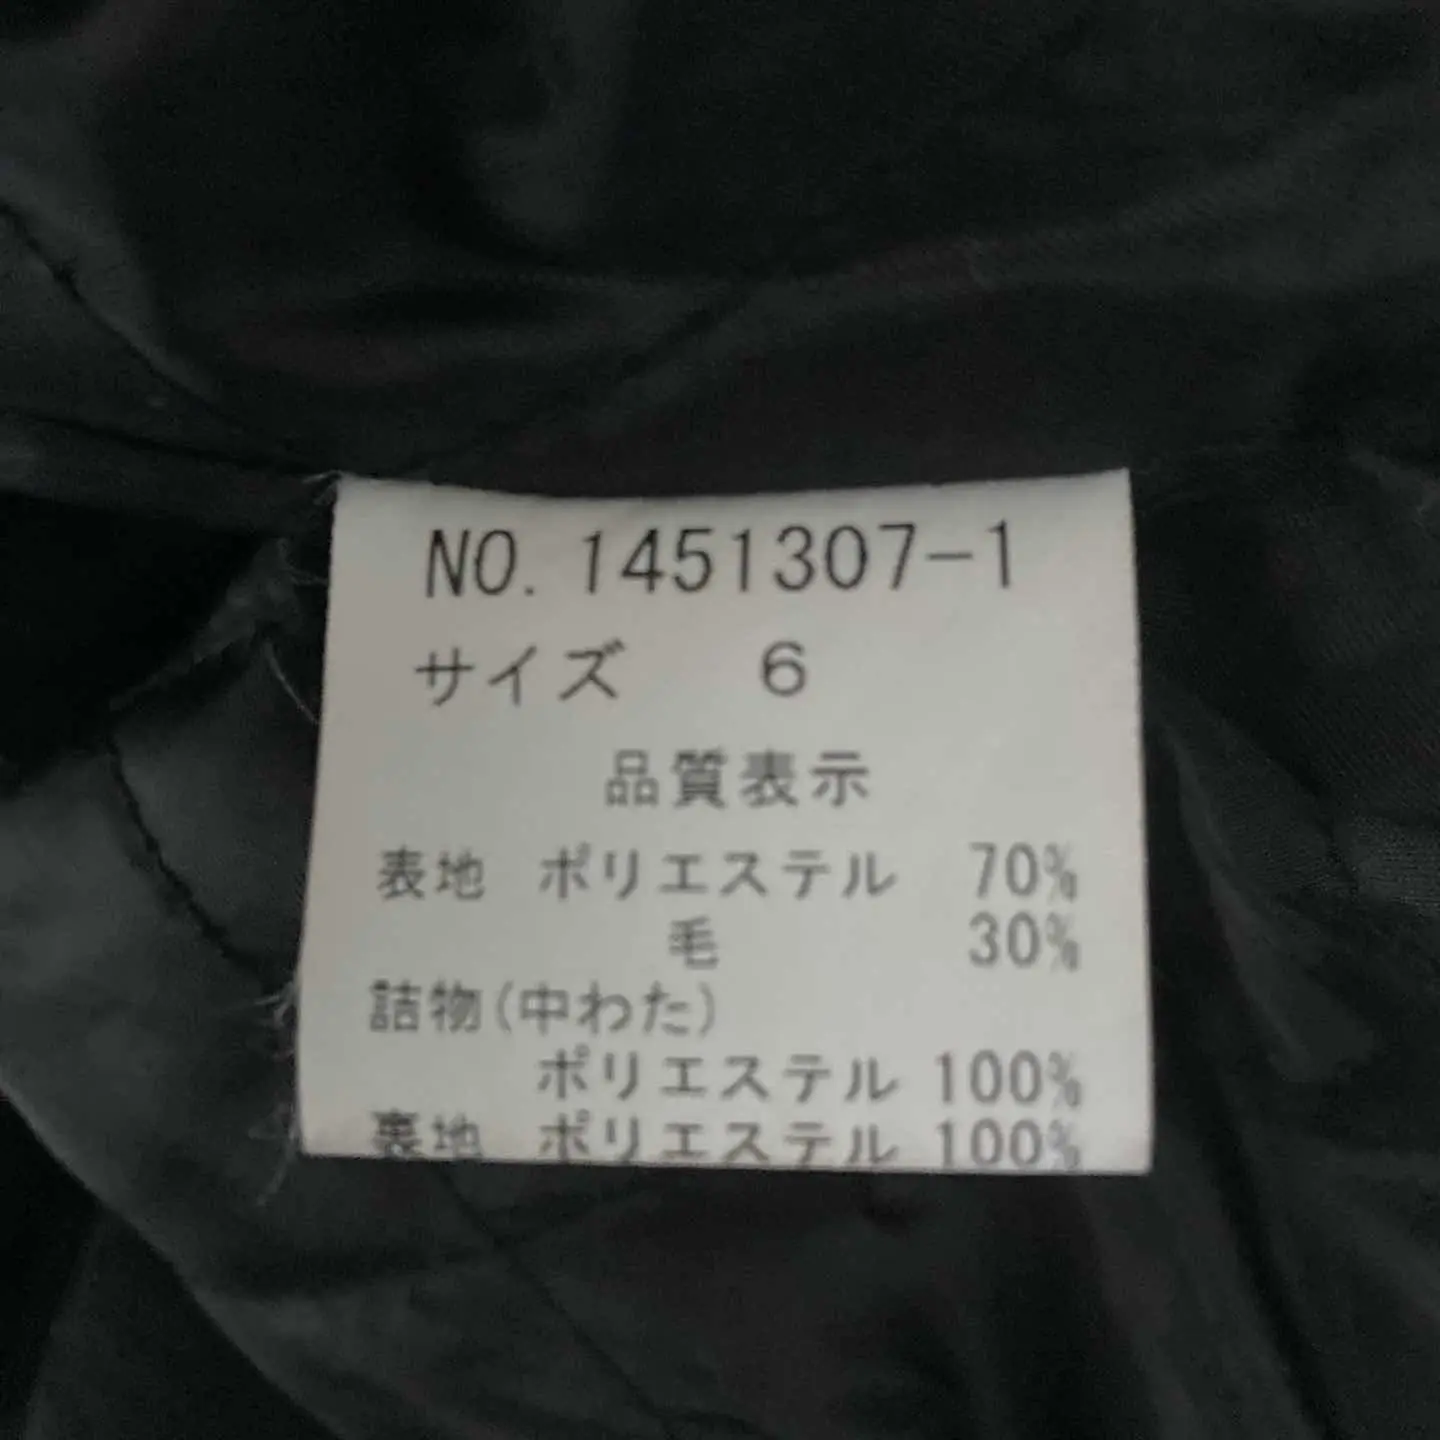 NO. 1451307-1
サイズ 6
品質表示
表地 ポリエステル 70%
毛 30%
詰物(中わた)
ポリエステル 100%
裏地 ポリエステル 100%